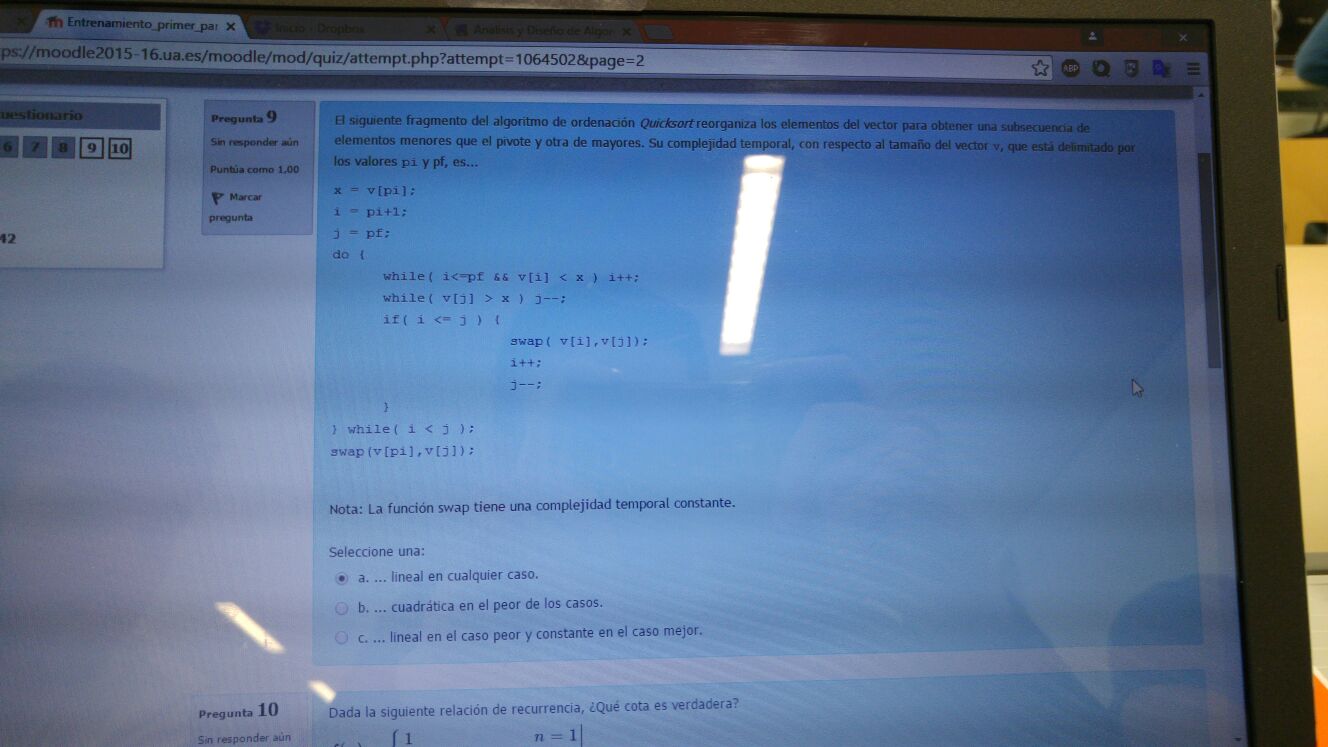 Entrenamiento_primer_par
Inicio - Dropbox
Análisis y Diseño de Algor
ps://moodle2015-16.ua.es/moodle/mod/quiz/attempt.php?attempt=1064502&page=2
ABP
uestionario
6 7 8 9 10
42
Pregunta 9
Sin responder aún
Puntúa como 1,00
Marcar
pregunta
El siguiente fragmento del algoritmo de ordenación Quicksort reorganiza los elementos del vector para obtener una subsecuencia de
elementos menores que el pivote y otra de mayores. Su complejidad temporal, con respecto al tamaño del vector v, que está delimitado por
los valores pi y pf, es...
x = v[pi];
i = pi+1;
j = pf;
do {
while( i<=pf && v[i] < x ) i++;
while( v[j] > x ) j--;
if( i <= j ) {
swap( v[i],v[j]);
i++;
j--;
}
} while( i < j );
swap(v[pi],v[j]);
Nota: La función swap tiene una complejidad temporal constante.
Seleccione una:
a. ... lineal en cualquier caso.
b. ... cuadrática en el peor de los casos.
c. ... lineal en el caso peor y constante en el caso mejor.
Pregunta 10
Sin responder aún
Dada la siguiente relación de recurrencia, ¿Qué cota es verdadera?
1 n = 1